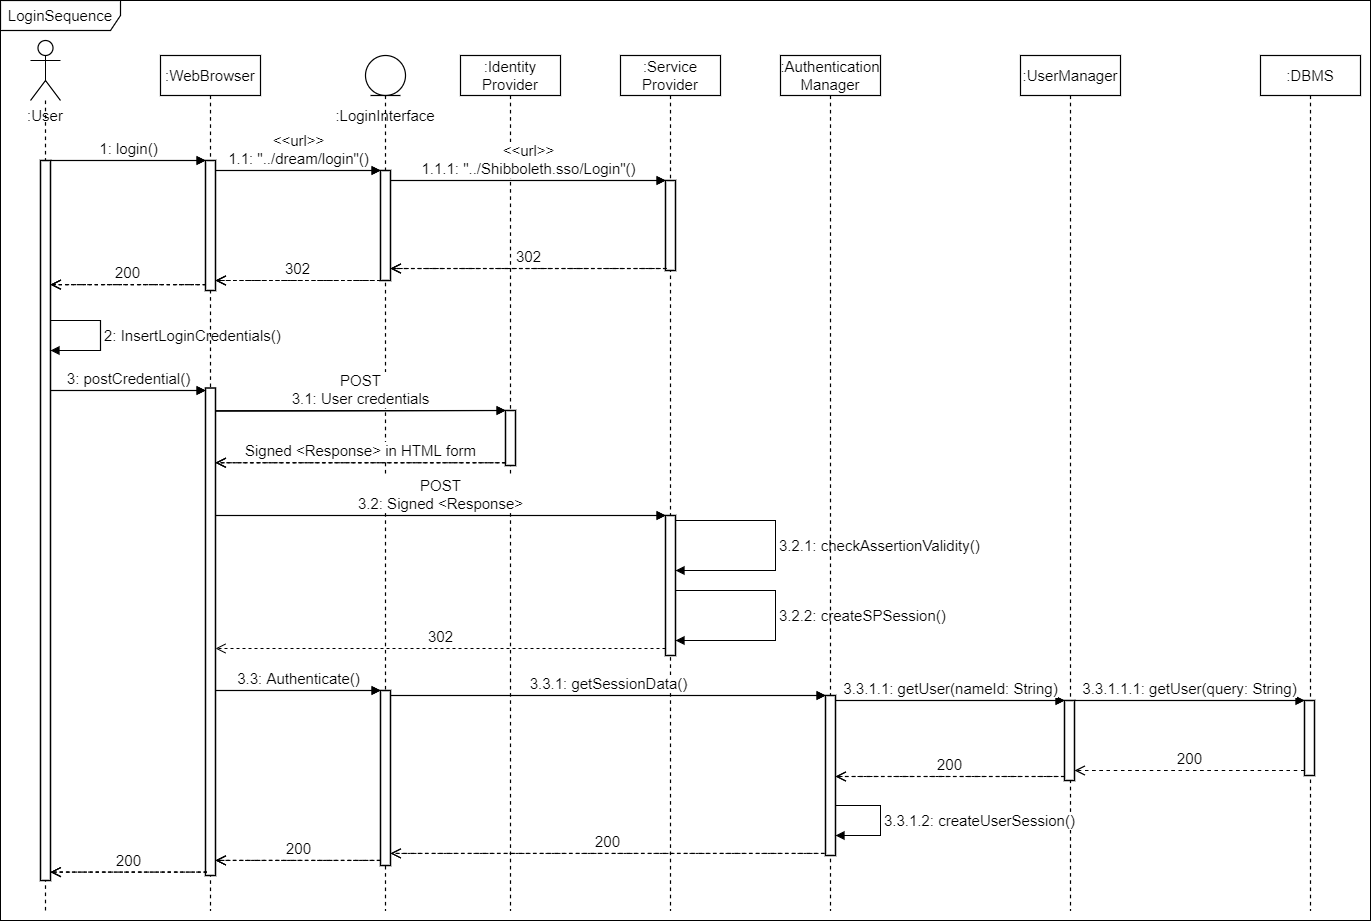 LoginSequence
:User
:WebBrowser
:LoginInterface
:Identity
Provider
:Service
Provider
:Authentication
Manager
:UserManager
:DBMS
1: login()
<<url>>
1.1: "../dream/login"()
<<url>>
1.1.1: "../Shibboleth.sso/Login"()
302
302
200
2: InsertLoginCredentials()
3: postCredential()
POST
3.1: User credentials
Signed <Response> in HTML form
POST
3.2: Signed <Response>
3.2.1: checkAssertionValidity()
3.2.2: createSPSession()
302
3.3: Authenticate()
3.3.1: getSessionData()
3.3.1.1: getUser(nameId: String)
3.3.1.1.1: getUser(query: String)
200
200
3.3.1.2: createUserSession()
200
200
200